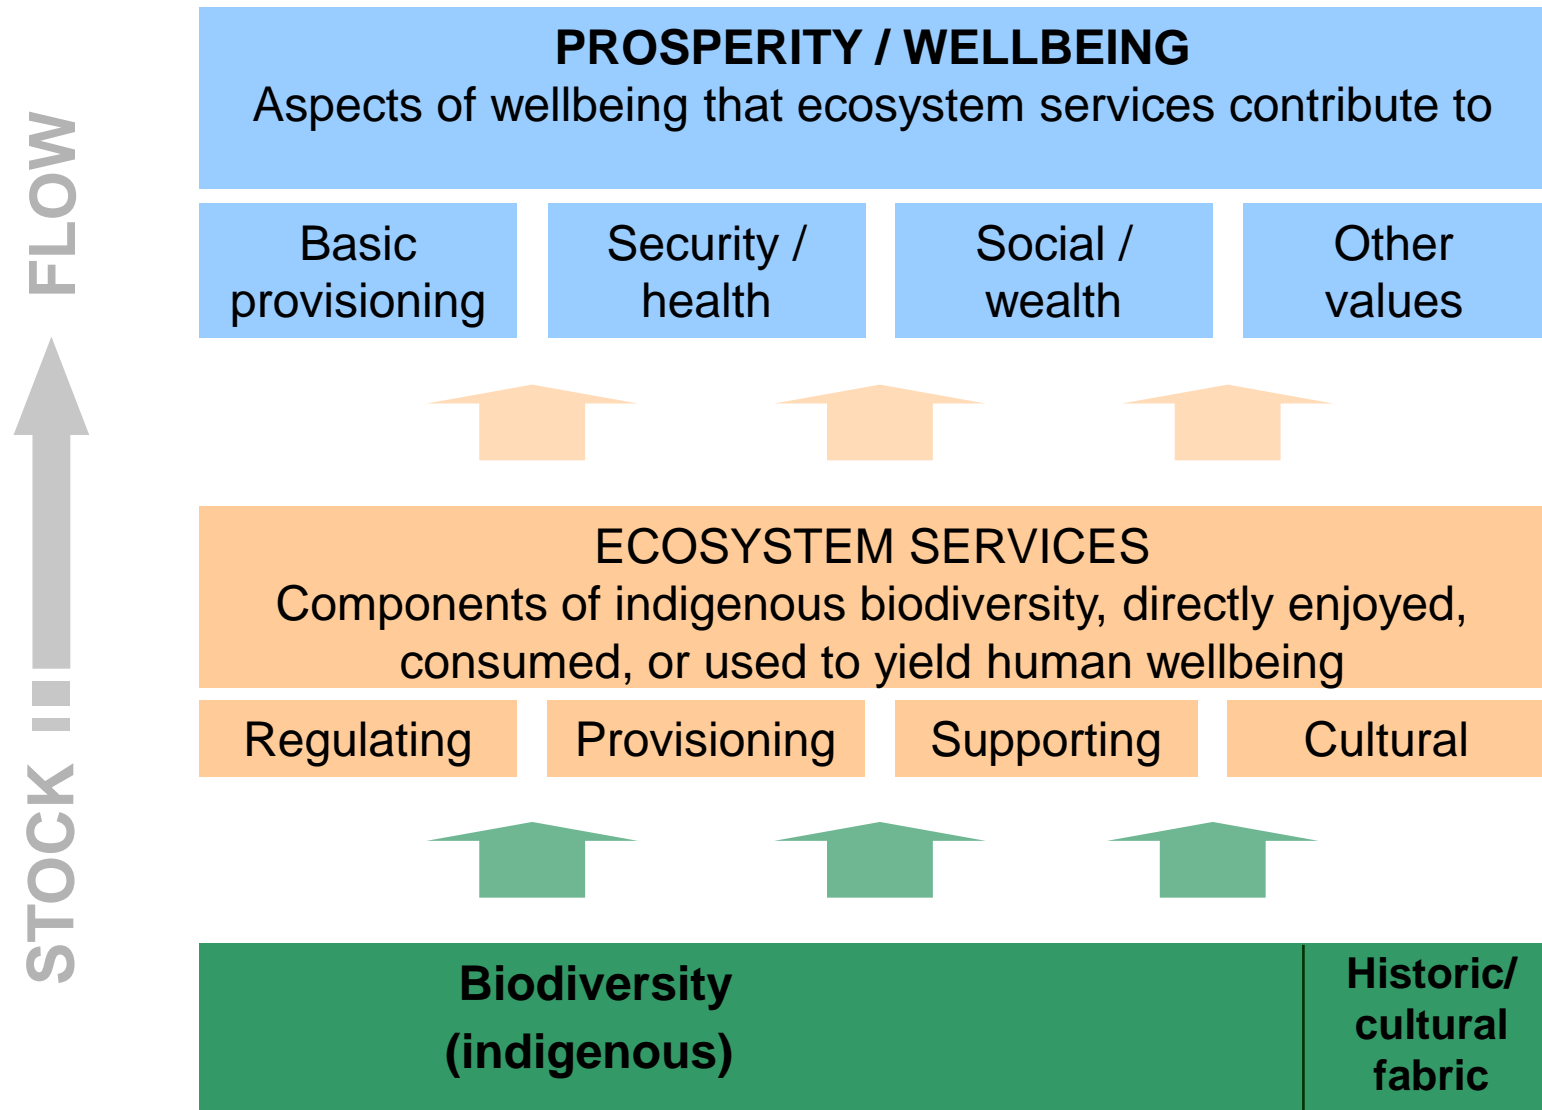 PROSPERITY / WELLBEING
Aspects of wellbeing that ecosystem services contribute to
FLOW
Basic
provisioning
Security /
health
Social /
wealth
Other
values
ECOSYSTEM SERVICES
Components of indigenous biodiversity, directly enjoyed,
consumed, or used to yield human wellbeing
Regulating
Provisioning
Supporting
Cultural
STOCK
Biodiversity
(indigenous)
Historic/
cultural
fabric